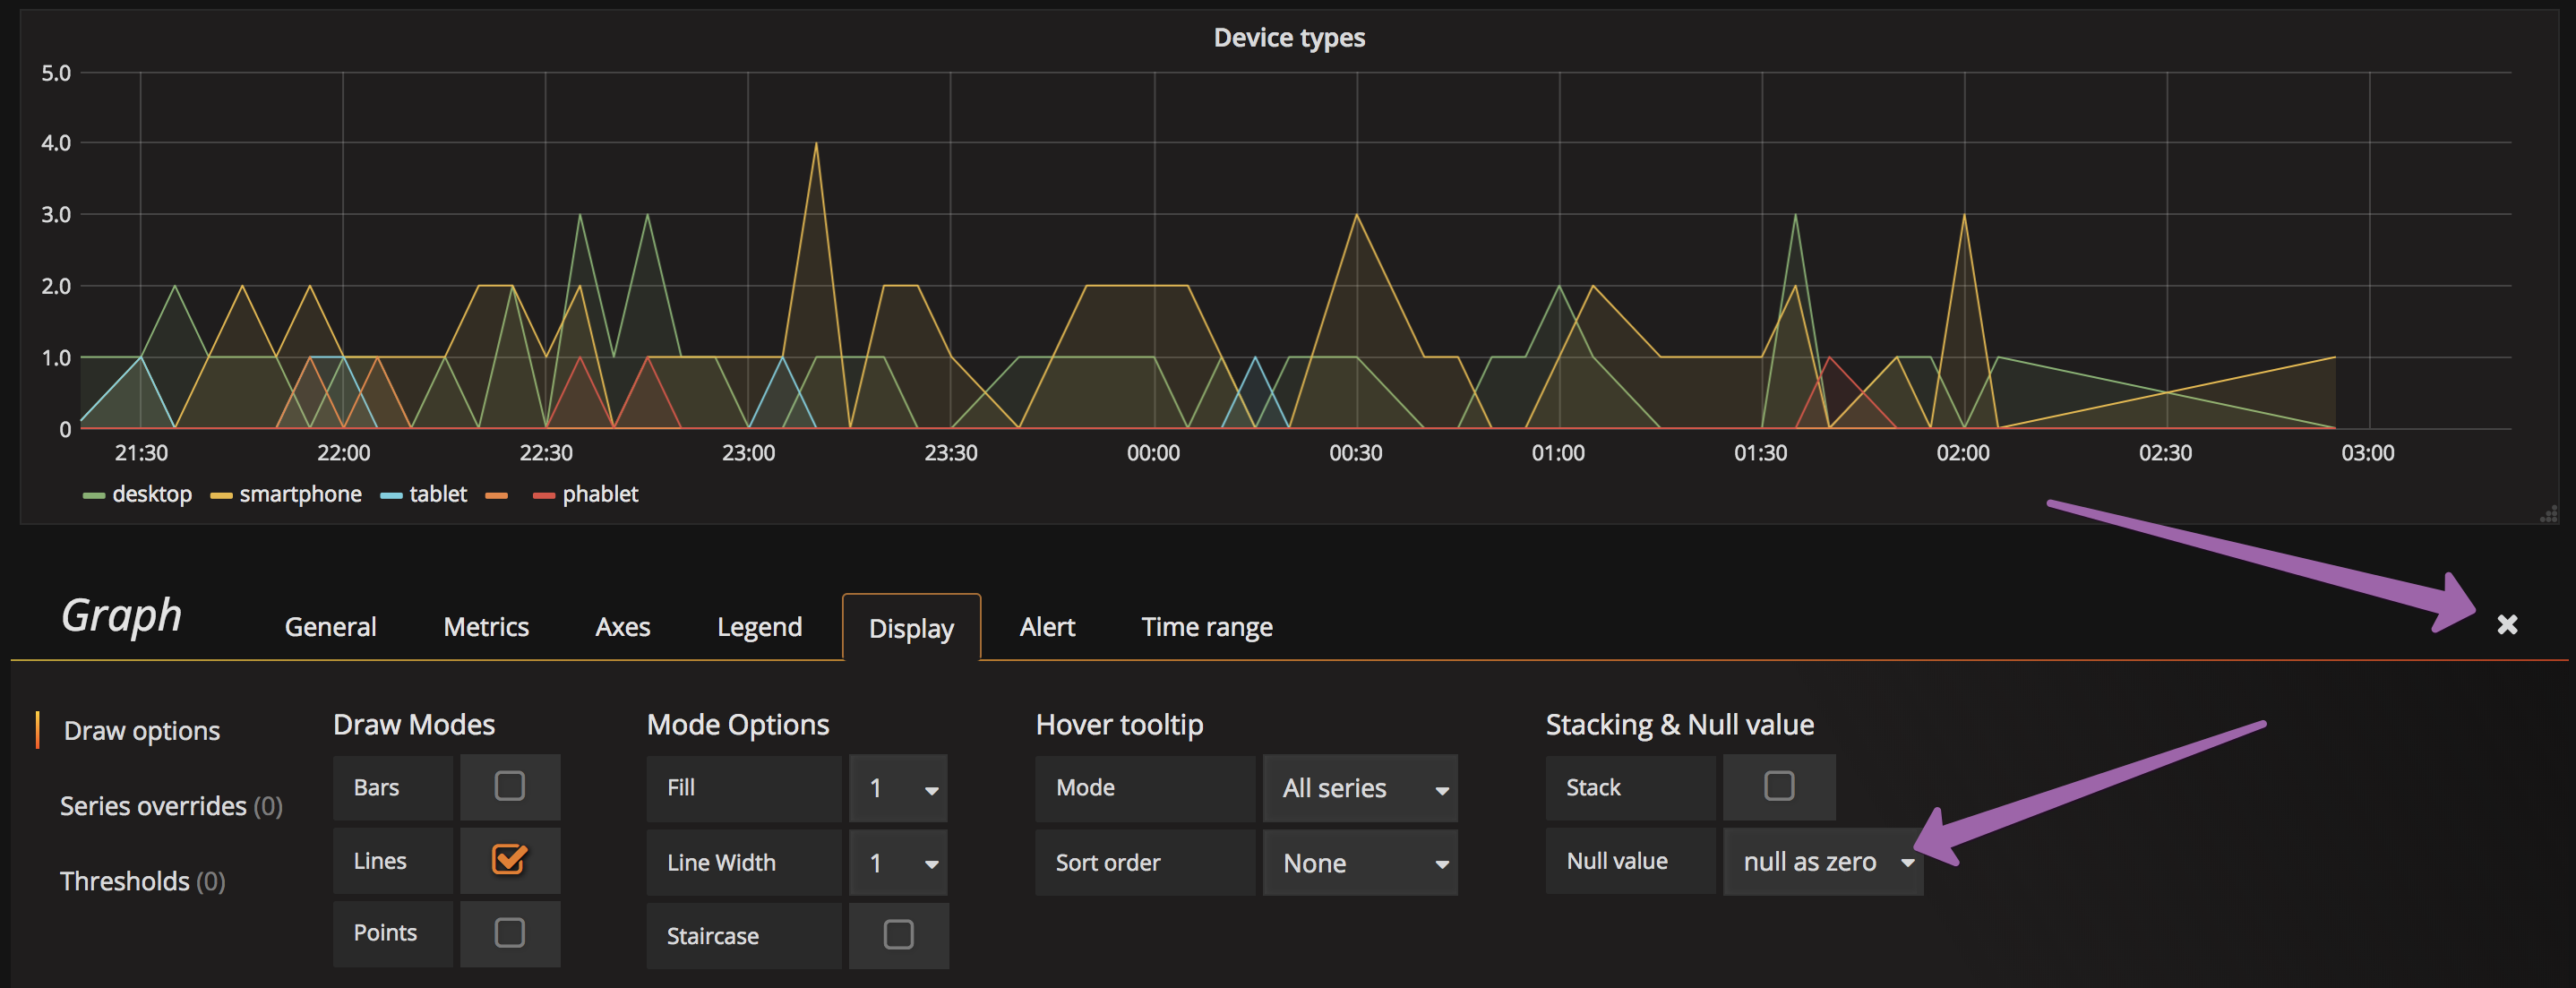 Device types
5.0
4.0
3.0
2.0
1.0
0
21:30 22:00 22:30 23:00 23:30 00:00 00:30 01:00 01:30 02:00 02:30 03:00
desktop smartphone tablet phablet
Graph General Metrics Axes Legend Display Alert Time range
Draw options
Series overrides (0)
Thresholds (0)
Draw Modes
Bars
Lines
Points
Mode Options
Fill 1
Line Width 1
Staircase
Hover tooltip
Mode All series
Sort order None
Stacking & Null value
Stack
Null value null as zero